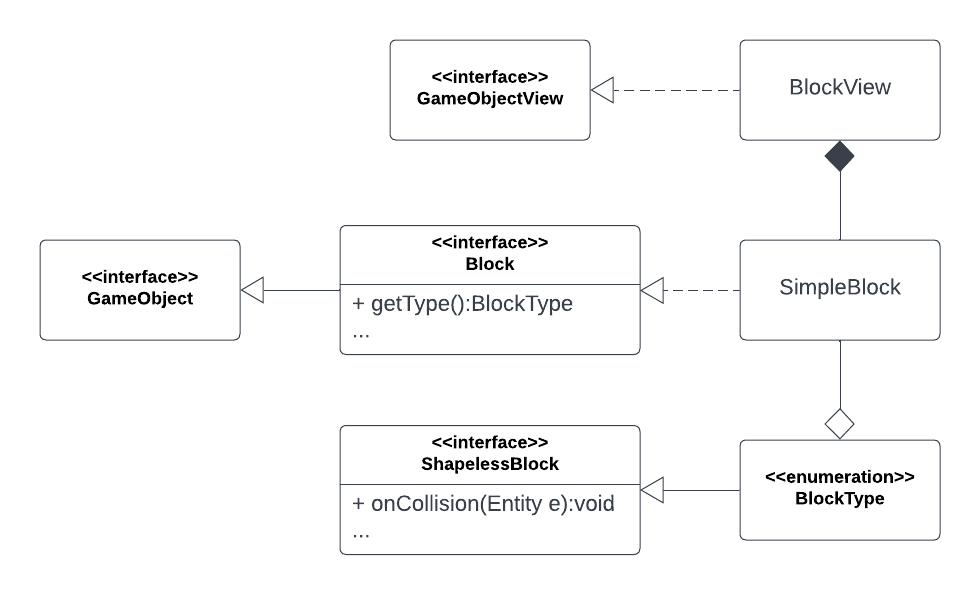 <<interface>>
GameObjectView
BlockView
<<interface>>
GameObject
<<interface>>
Block
+ getType():BlockType
...
SimpleBlock
<<interface>>
ShapelessBlock
+ onCollision(Entity e):void
...
<<enumeration>>
BlockType